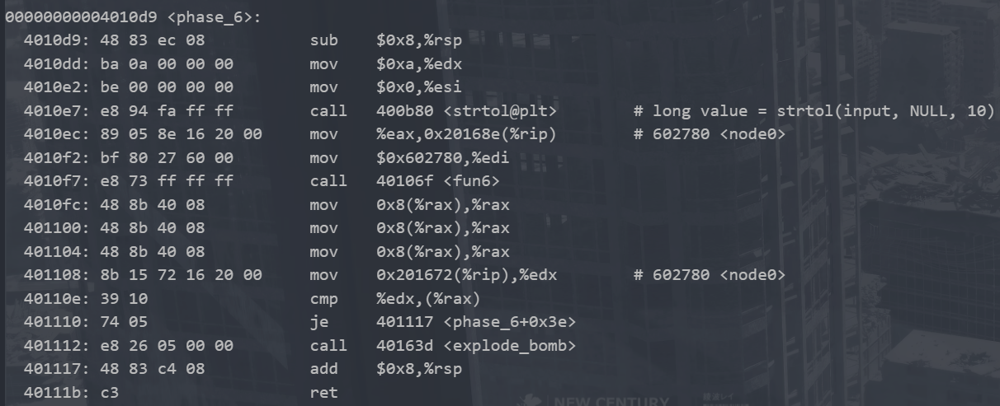 00000000004010d9 <phase_6>:
4010d9: 48 83 ec 08 sub $0x8,%rsp
4010dd: ba 0a 00 00 00 mov $0xa,%edx
4010e2: be 00 00 00 00 mov $0x0,%esi
4010e7: e8 94 fa ff ff call 400b80 <strtol@plt> # long value = strtol(input, NULL, 10)
4010ec: 89 05 8e 16 20 00 mov %eax,0x20168e(%rip) # 602780 <node0>
4010f2: bf 80 27 60 00 mov $0x602780,%edi
4010f7: e8 73 ff ff ff call 40106f <fun6>
4010fc: 48 8b 40 08 mov 0x8(%rax),%rax
401100: 48 8b 40 08 mov 0x8(%rax),%rax
401104: 48 8b 40 08 mov 0x8(%rax),%rax
401108: 8b 15 72 16 20 00 mov 0x201672(%rip),%edx # 602780 <node0>
40110e: 39 10 cmp %edx,(%rax)
401110: 74 05 je 401117 <phase_6+0x3e>
401112: e8 26 05 00 00 call 40163d <explode_bomb>
401117: 48 83 c4 08 add $0x8,%rsp
40111b: c3 ret
NEW CENTURY